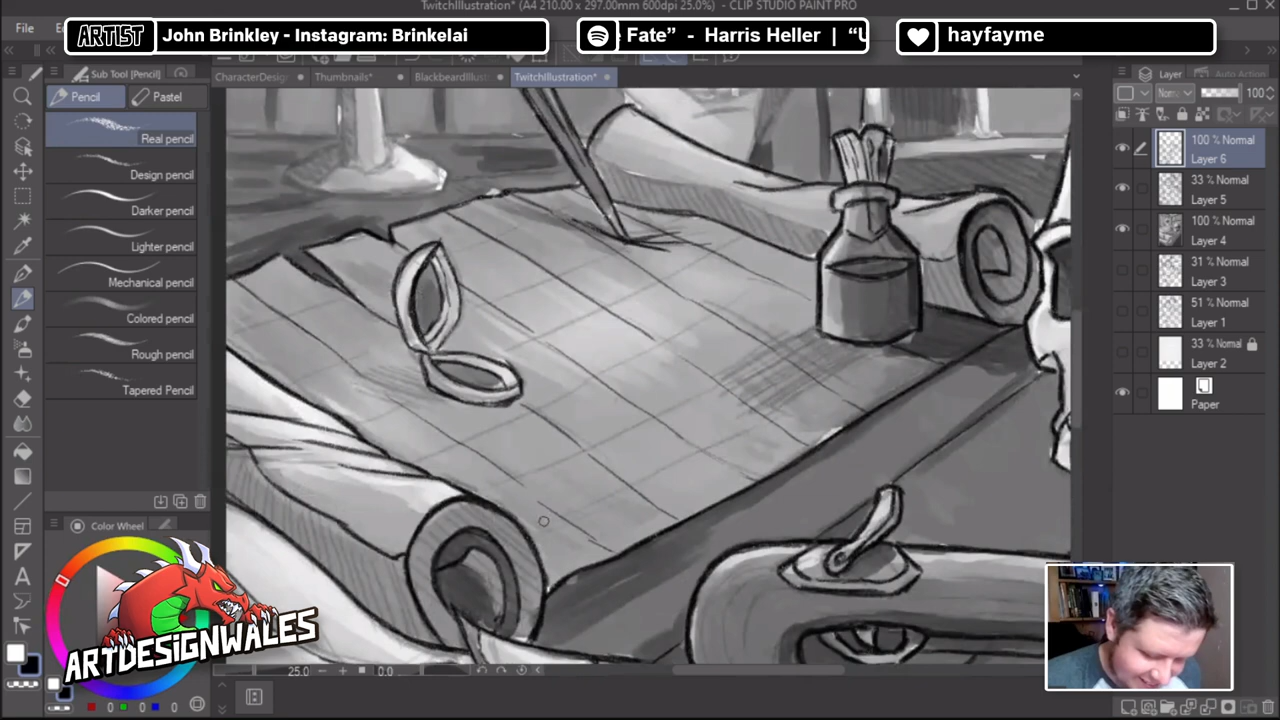 TwitchIllustration* (A4 210.00 x 297.00mm 600dpi 25.0%) - CLIP STUDIO PAINT PRO
File
ARTIST
John Brinkley - Instagram: Brinkelai
Fate” - Harris Heller | “U
hayfayme
Sub Tool [Pencil]
CharacterDesign
Thumbnails*
BlackbeardIllustr
TwitchIllustration*
Layer
Auto Action
Pencil
Pastel
Real pencil
Design pencil
Darker pencil
Lighter pencil
Mechanical pencil
Colored pencil
Rough pencil
Tapered Pencil
Color Wheel
100
100 % Normal
Layer 6
33 % Normal
Layer 5
100 % Normal
Layer 4
31 % Normal
Layer 3
51 % Normal
Layer 1
33 % Normal
Layer 2
Paper
ARTDESIGNWALES
25.0
0.0
0
0
0